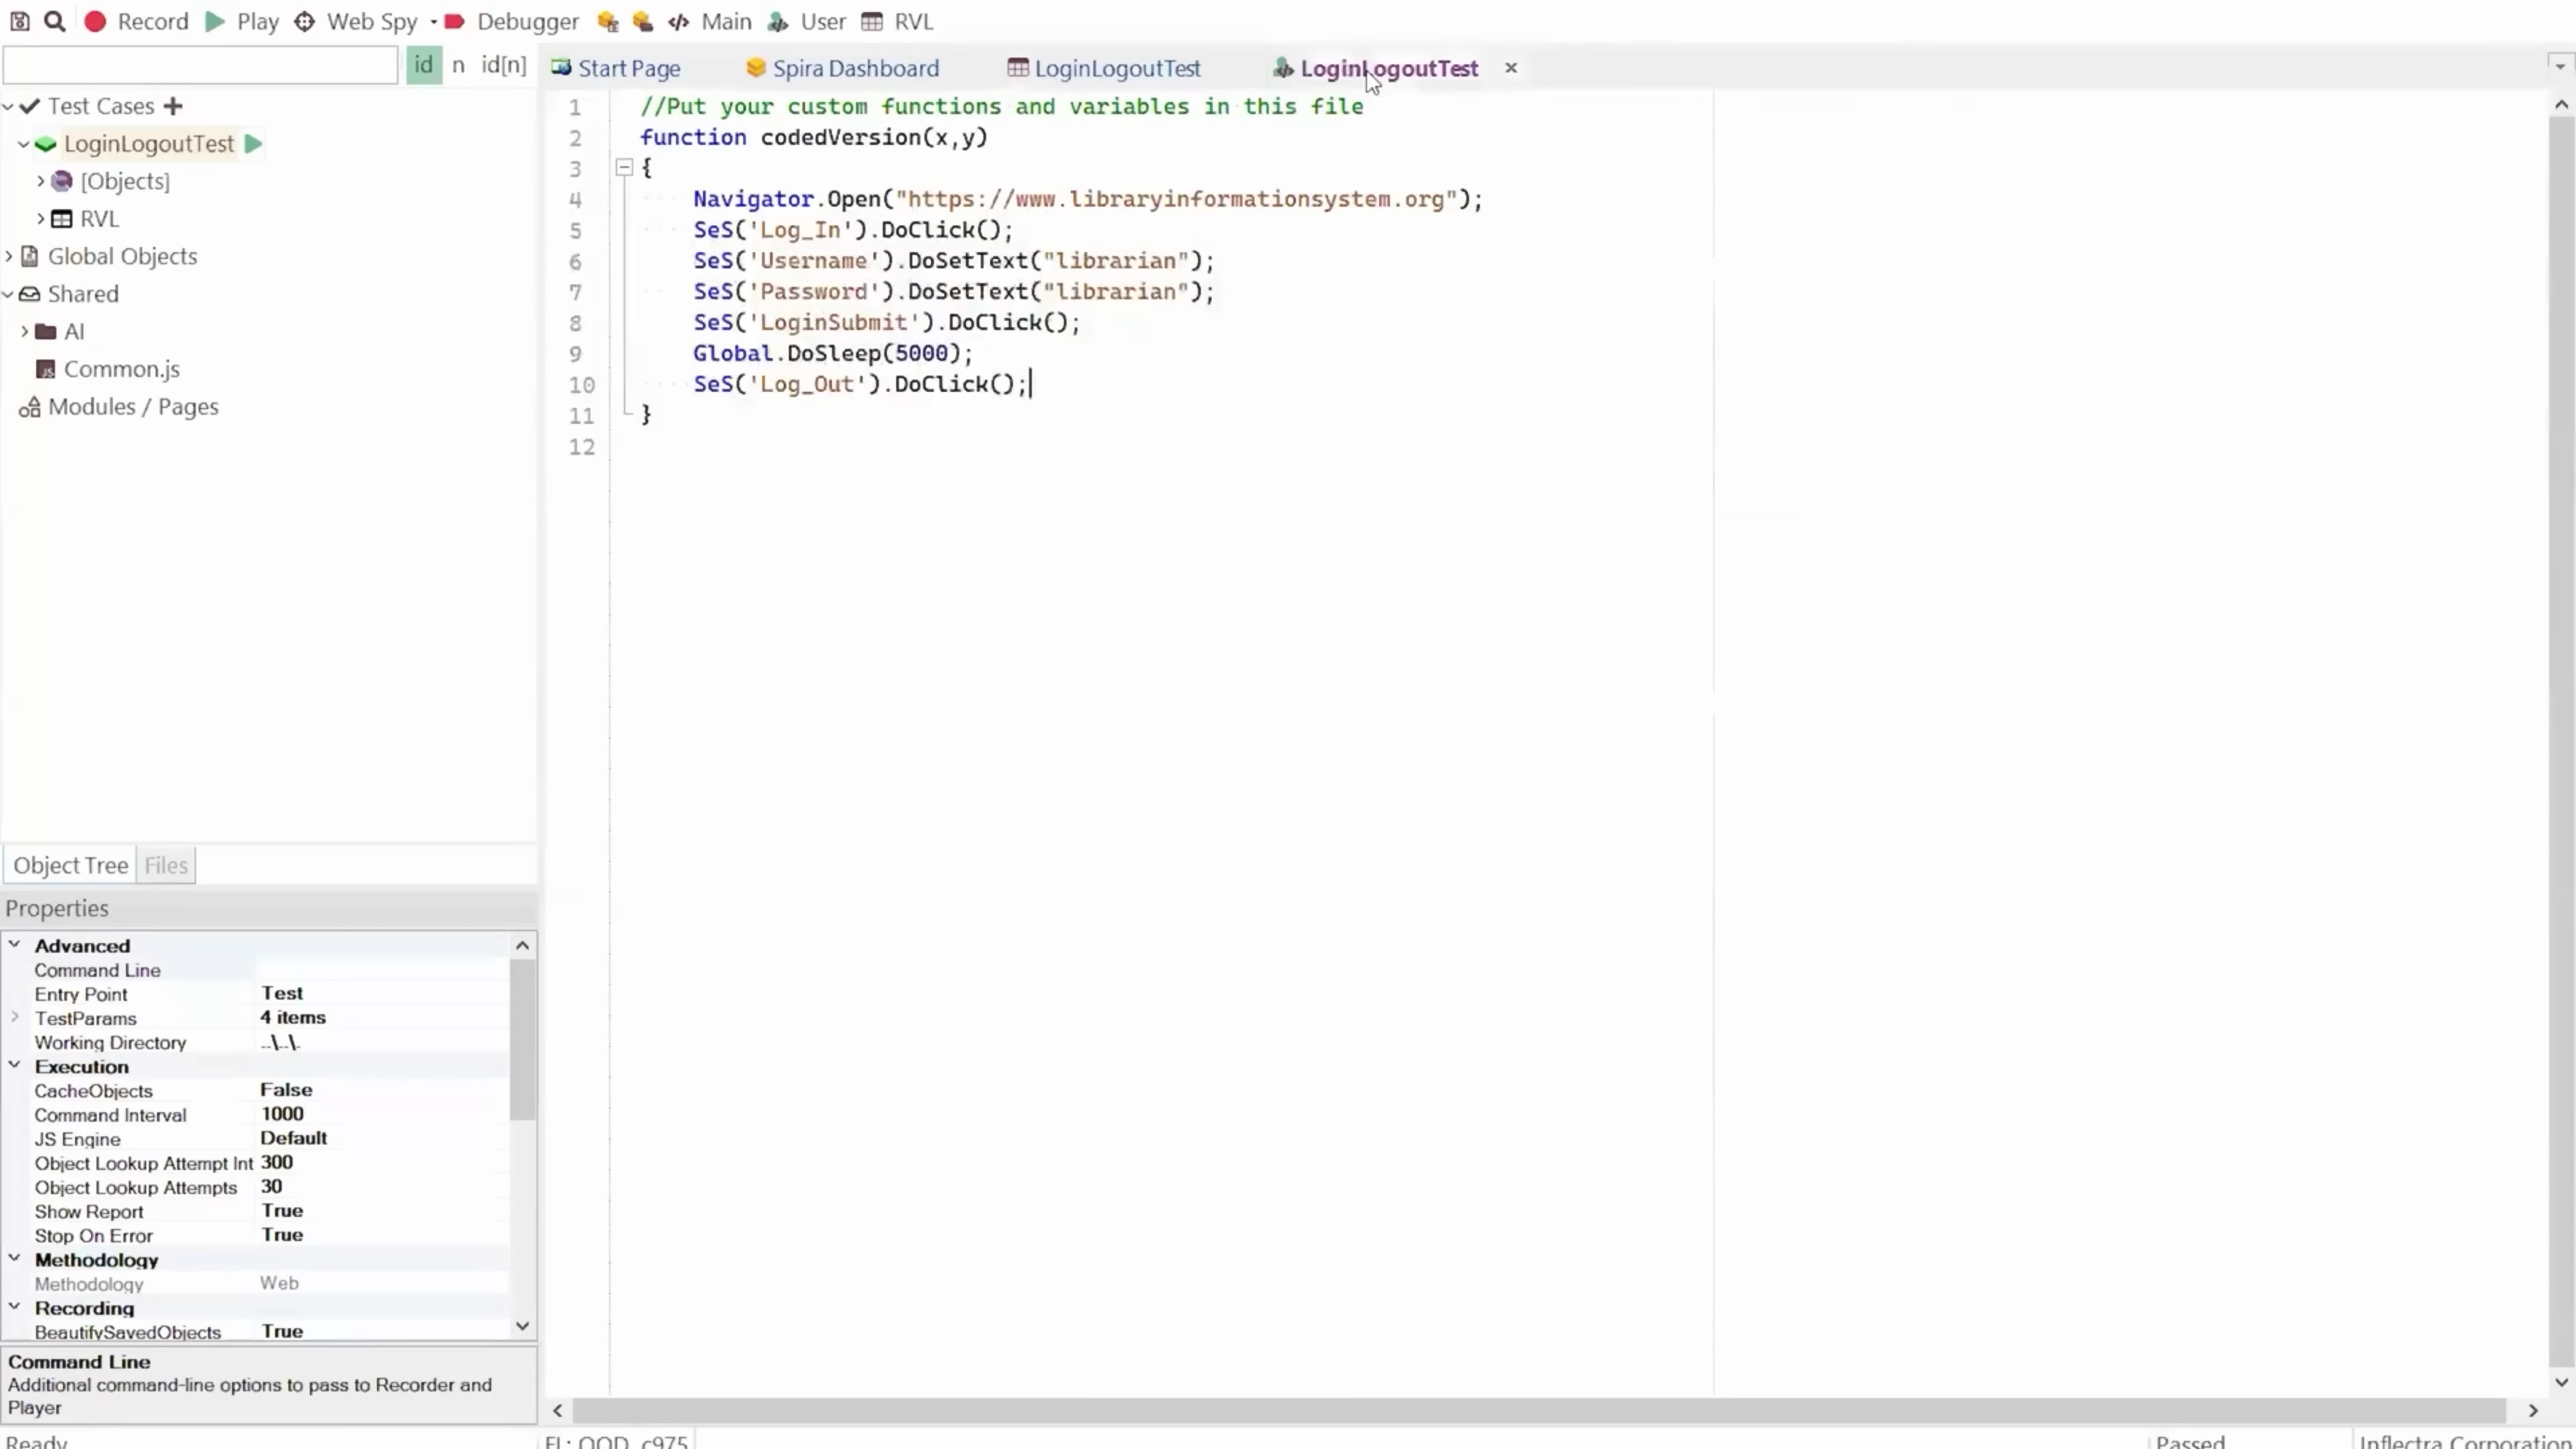 Record Play Web Spy Debugger Main User RVL
id n id[n]
Start Page Spira Dashboard LoginLogoutTest LoginLogoutTest
Test Cases
LoginLogoutTest
[Objects]
RVL
Global Objects
Shared
AI
Common.js
Modules / Pages
1 //Put your custom functions and variables in this file
2 function codedVersion(x,y)
3 {
4 Navigator.Open("https://www.libraryinformationsystem.org");
5 SeS('Log_In').DoClick();
6 SeS('Username').DoSetText("librarian");
7 SeS('Password').DoSetText("librarian");
8 SeS('LoginSubmit').DoClick();
9 Global.DoSleep(5000);
10 SeS('Log_Out').DoClick();
11 }
12
Object Tree Files
Properties
Advanced
Command Line
Entry Point Test
TestParams 4 items
Working Directory ..\..\.
Execution
CacheObjects False
Command Interval 1000
JS Engine Default
Object Lookup Attempt Int 300
Object Lookup Attempts 30
Show Report True
Stop On Error True
Methodology
Methodology Web
Recording
BeautifySavedObjects True
Command Line
Additional command-line options to pass to Recorder and
Player
Ready Passed Inflectra Corporation